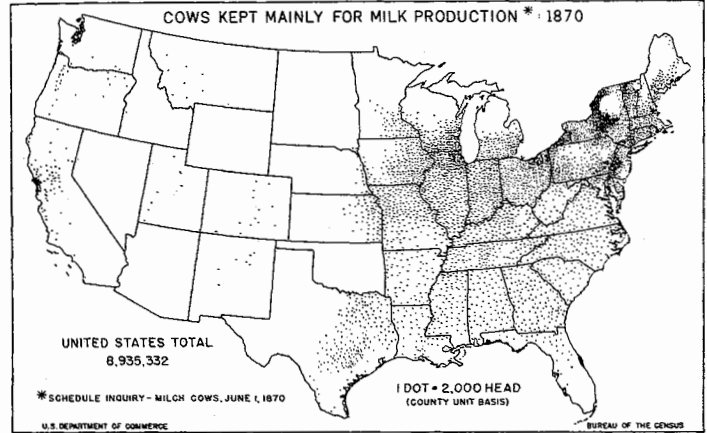 COWS KEPT MAINLY FOR MILK PRODUCTION * : 1870
UNITED STATES TOTAL
8,935,332
* SCHEDULE INQUIRY - MILCH COWS, JUNE 1, 1870
1 DOT = 2,000 HEAD
(COUNTY UNIT BASIS)
U.S. DEPARTMENT OF COMMERCE
BUREAU OF THE CENSUS